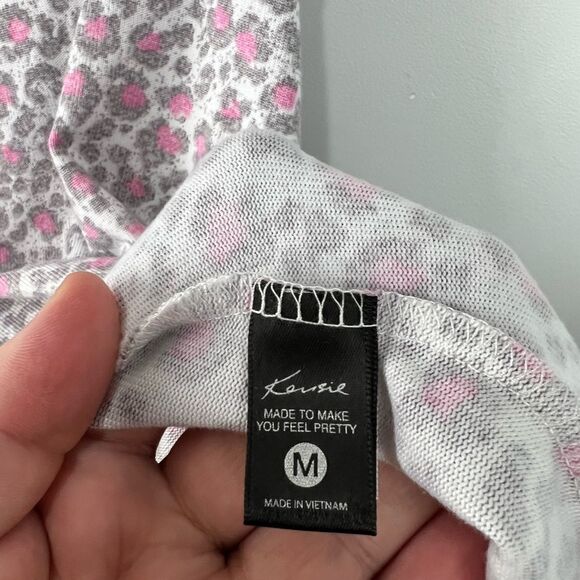 Kensie
MADE TO MAKE
YOU FEEL PRETTY
M
MADE IN VIETNAM